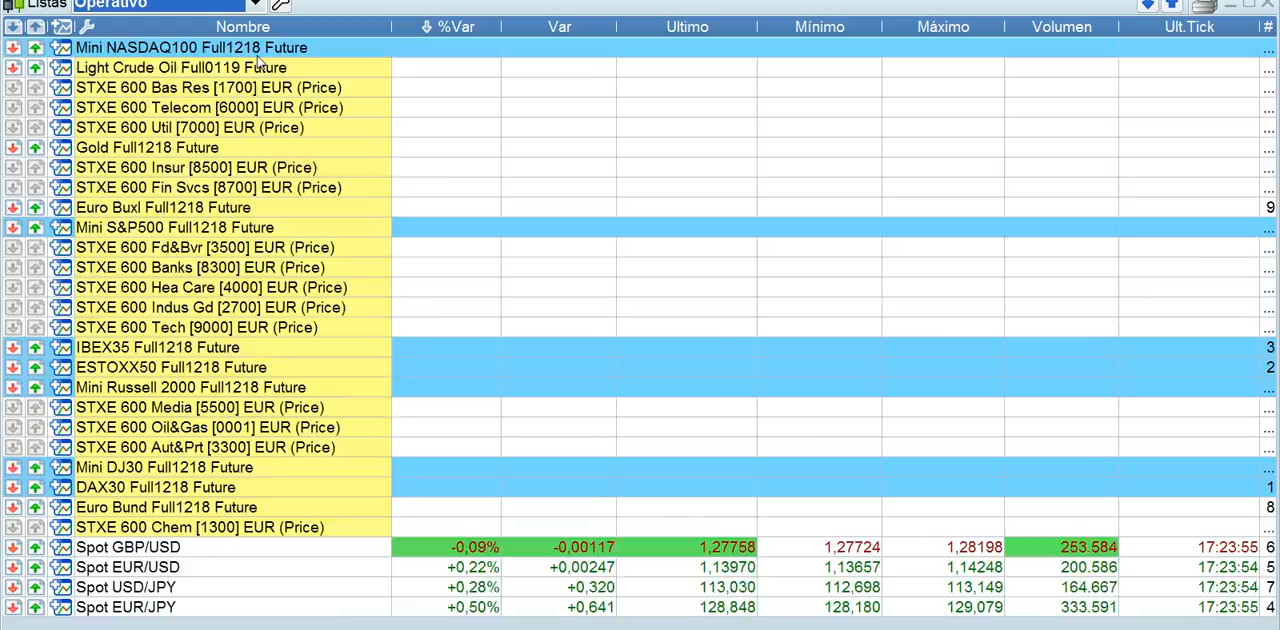 Listas Operativo
Nombre %Var Var Ultimo Mínimo Máximo Volumen Ult.Tick #
Mini NASDAQ100 Full1218 Future ...
Light Crude Oil Full0119 Future ...
STXE 600 Bas Res [1700] EUR (Price) ...
STXE 600 Telecom [6000] EUR (Price) ...
STXE 600 Util [7000] EUR (Price) ...
Gold Full1218 Future ...
STXE 600 Insur [8500] EUR (Price) ...
STXE 600 Fin Svcs [8700] EUR (Price) ...
Euro Buxl Full1218 Future 9
Mini S&P500 Full1218 Future ...
STXE 600 Fd&Bvr [3500] EUR (Price) ...
STXE 600 Banks [8300] EUR (Price) ...
STXE 600 Hea Care [4000] EUR (Price) ...
STXE 600 Indus Gd [2700] EUR (Price) ...
STXE 600 Tech [9000] EUR (Price) ...
IBEX35 Full1218 Future 3
ESTOXX50 Full1218 Future 2
Mini Russell 2000 Full1218 Future ...
STXE 600 Media [5500] EUR (Price) ...
STXE 600 Oil&Gas [0001] EUR (Price) ...
STXE 600 Aut&Prt [3300] EUR (Price) ...
Mini DJ30 Full1218 Future ...
DAX30 Full1218 Future 1
Euro Bund Full1218 Future 8
STXE 600 Chem [1300] EUR (Price) ...
Spot GBP/USD -0,09% -0,00117 1,27758 1,27724 1,28198 253.584 17:23:55 6
Spot EUR/USD +0,22% +0,00247 1,13970 1,13657 1,14248 200.586 17:23:54 5
Spot USD/JPY +0,28% +0,320 113,030 112,698 113,149 164.667 17:23:54 7
Spot EUR/JPY +0,50% +0,641 128,848 128,180 129,079 333.591 17:23:55 4